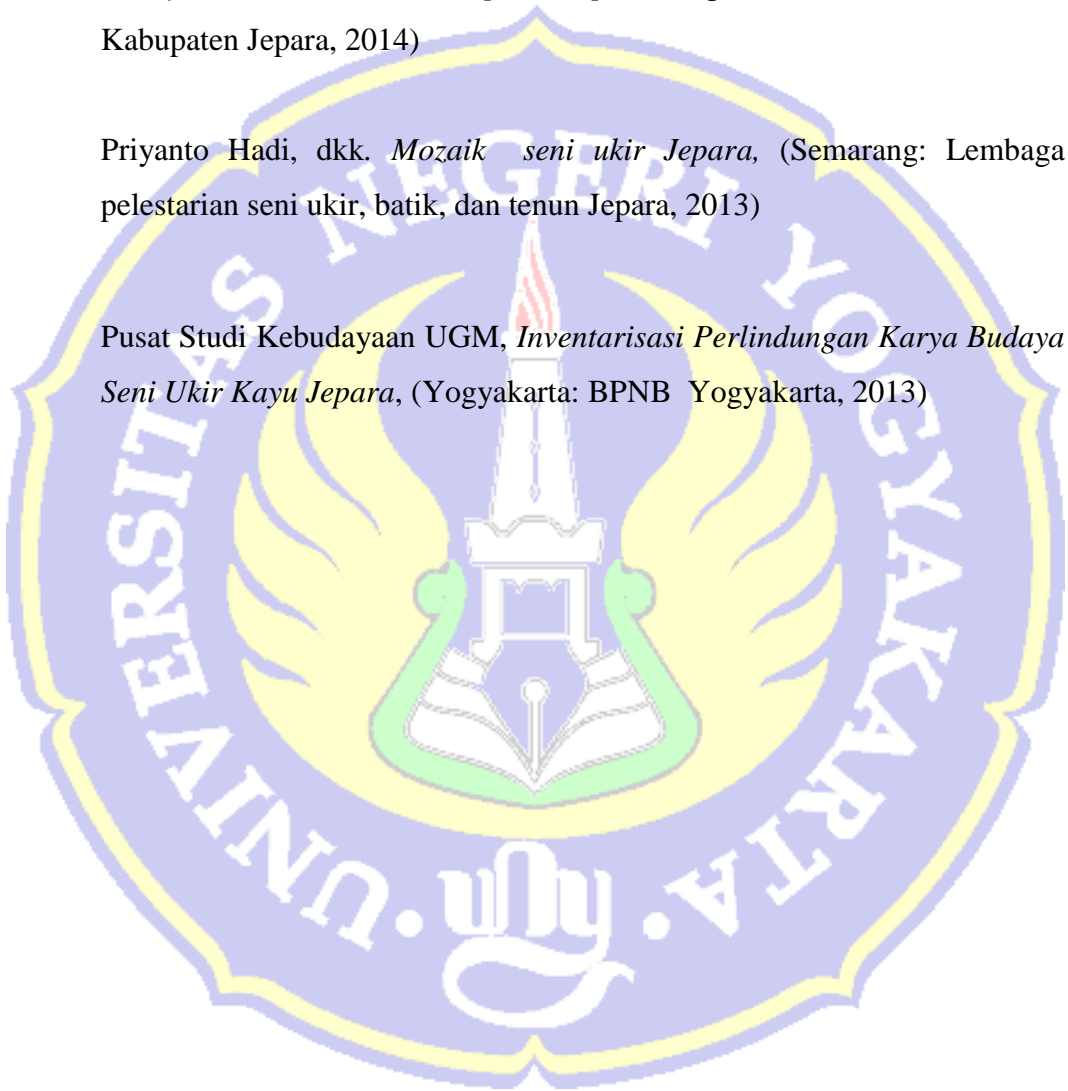 Kabupaten Jepara, 2014)
Priyanto Hadi, dkk. Mozaik seni ukir Jepara, (Semarang: Lembaga
pelestarian seni ukir, batik, dan tenun Jepara, 2013)
Pusat Studi Kebudayaan UGM, Inventarisasi Perlindungan Karya Budaya
Seni Ukir Kayu Jepara, (Yogyakarta: BPNB Yogyakarta, 2013)
UNIVERSITAS NEGERI YOGYAKARTA
uny